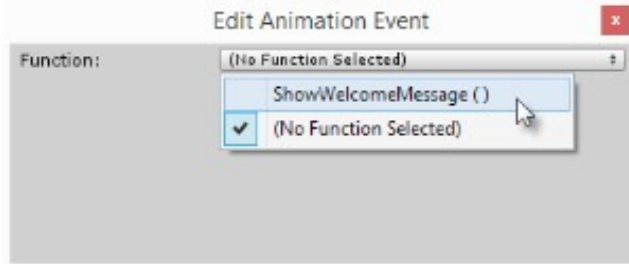 Edit Animation Event
x
Function: (No Function Selected)
ShowWelcomeMessage ( )
(No Function Selected)